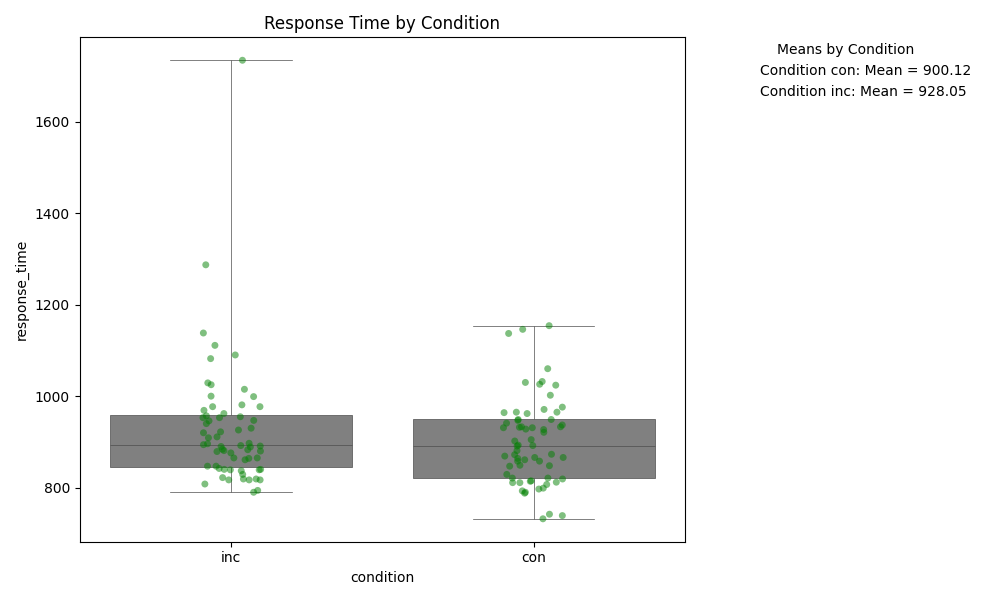 Response Time by Condition
Means by Condition
Condition con: Mean = 900.12
Condition inc: Mean = 928.05
response_time
1600
1400
1200
1000
800
inc
con
condition